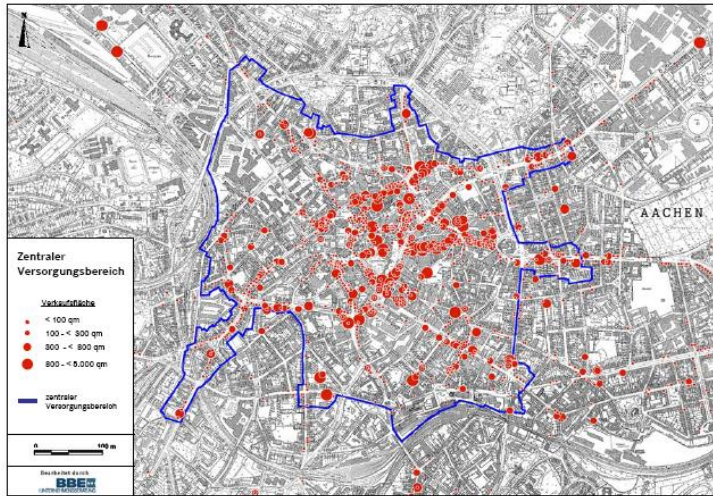 AACHEN
Zentraler
Versorgungsbereich
Verkaufsfläche
< 100 qm
100 - < 300 qm
300 - < 800 qm
800 - < 5.000 qm
zentraler
Versorgungsbereich
0 100 m
Bearbeitet durch
BBE
UNTERNEHMENSBERATUNG